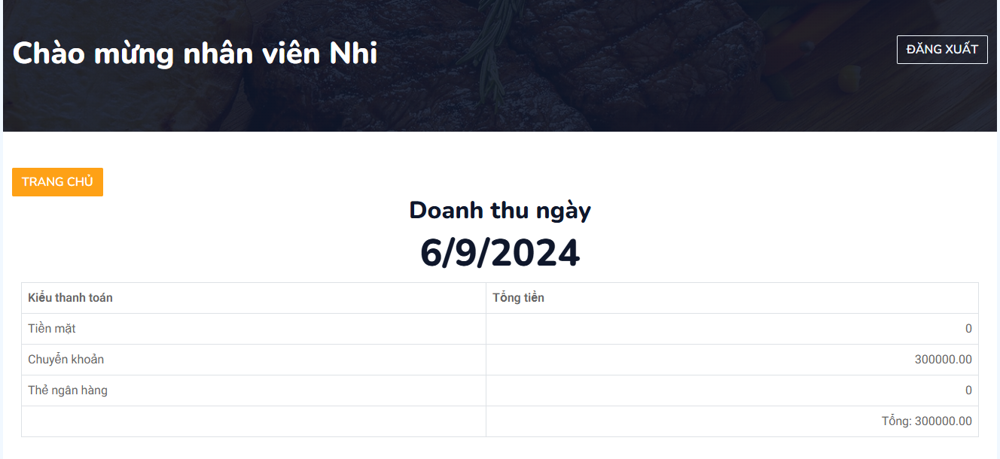 Chào mừng nhân viên Nhi
ĐĂNG XUẤT
TRANG CHỦ
Doanh thu ngày
6/9/2024
Kiểu thanh toán Tổng tiền
Tiền mặt 0
Chuyển khoản 300000.00
Thẻ ngân hàng 0
Tổng: 300000.00